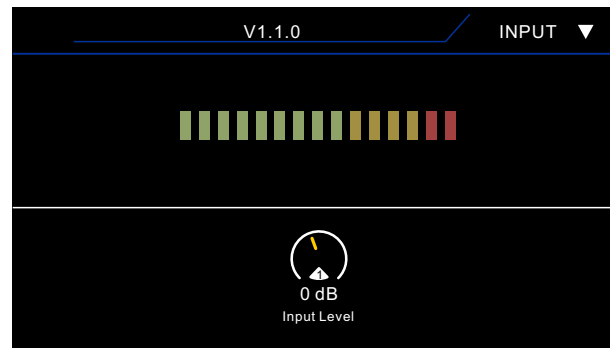 V1.1.0
INPUT ▼
1
0 dB
Input Level